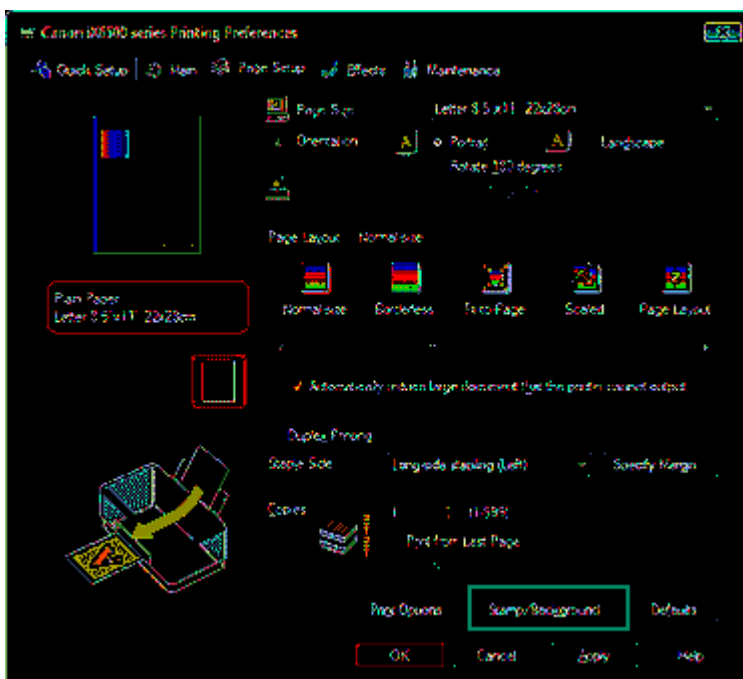 Canon iX6500 series Printing Preferences
Quick Setup Main Page Setup Effects Maintenance
Page Size Letter 8.5"x11" 22x28cm
Orientation A Portrait A Landscape
Rotate 180 degrees
Page Layout Normal-size
Normal-size Borderless Fit-to-Page Scaled Page Layout
Plain Paper
Letter 8.5"x11" 22x28cm
Automatically reduce large document that the printer cannot output
Duplex Printing
Staple Side Long-side stapling (Left) Specify Margin
Copies 1 (1-999)
Print from Last Page
Print Options Stamp/Background Defaults
OK Cancel Apply Help